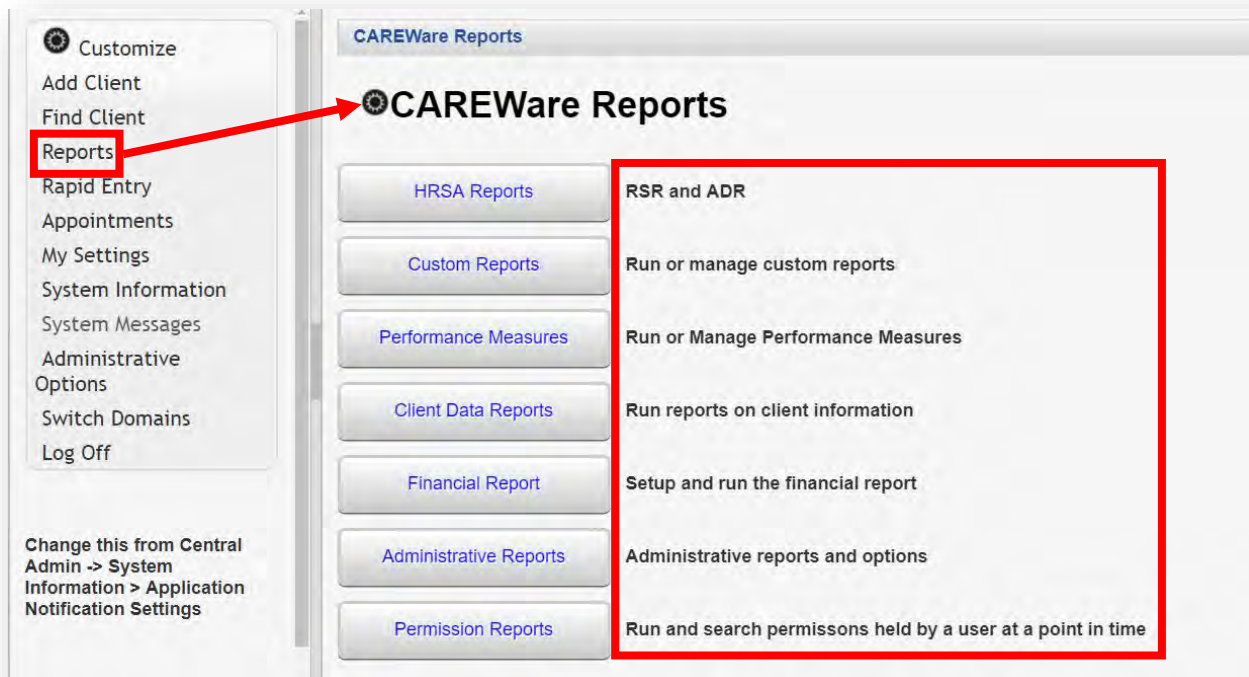 Customize
Add Client
Find Client
Reports
Rapid Entry
Appointments
My Settings
System Information
System Messages
Administrative
Options
Switch Domains
Log Off
Change this from Central
Admin -> System
Information > Application
Notification Settings
CAREWare Reports
CAREWare Reports
HRSA Reports RSR and ADR
Custom Reports Run or manage custom reports
Performance Measures Run or Manage Performance Measures
Client Data Reports Run reports on client information
Financial Report Setup and run the financial report
Administrative Reports Administrative reports and options
Permission Reports Run and search permissons held by a user at a point in time